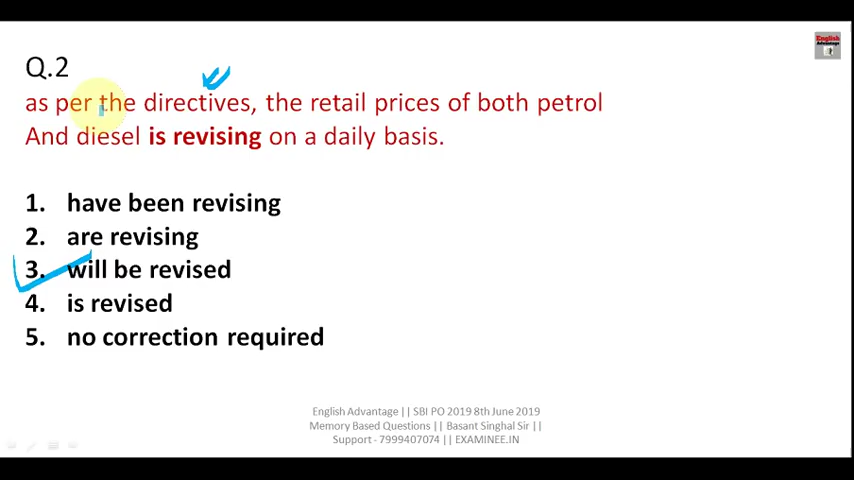 English
Advantage
Q.2
as per the directives, the retail prices of both petrol
And diesel is revising on a daily basis.
1. have been revising
2. are revising
3. will be revised
4. is revised
5. no correction required
English Advantage || SBI PO 2019 8th June 2019
Memory Based Questions || Basant Singhal Sir ||
Support - 7999407074 || EXAMINEE.IN